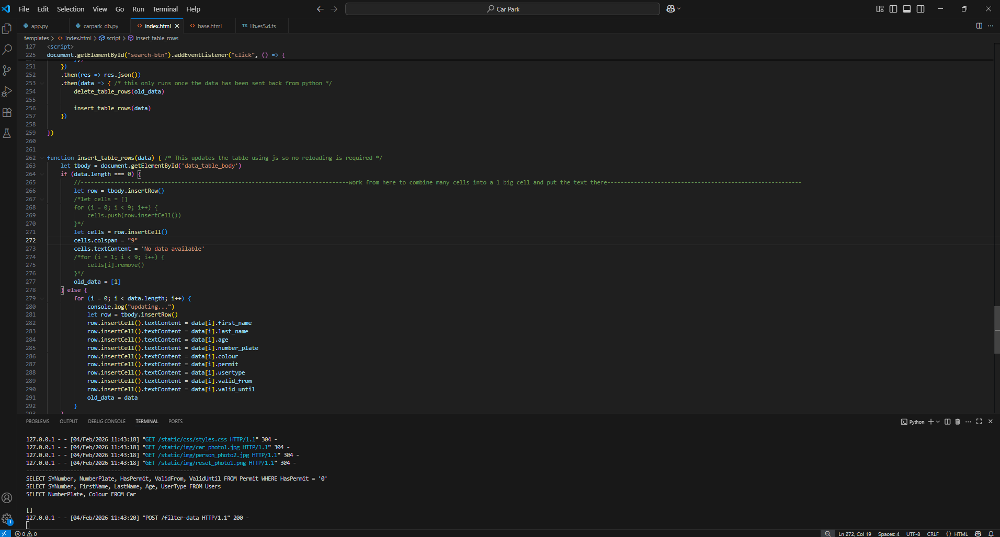 File Edit Selection View Go Run Terminal Help
Car Park
app.py carpark_db.py index.html base.html TS lib.es5.d.ts
templates > index.html > script > insert_table_rows
127 <script>
225 document.getElementById("search-btn").addEventListener("click", () => {
251 })
252 .then(res => res.json())
253 .then(data => { /* this only runs once the data has been sent back from python */
254 delete_table_rows(old_data)
255
256 insert_table_rows(data)
257 })
258
259 })
260
261
262 function insert_table_rows(data) { /* This updates the table using js so no reloading is required */
263 let tbody = document.getElementById('data_table_body')
264 if (data.length === 0) {
265 //--------------------------------------------------------------------------------work from here to combine many cells into a 1 big cell and put the text there----------------------------------------------------------
266 let row = tbody.insertRow()
267 /*let cells = []
268 for (i = 0; i < 9; i++) {
269 cells.push(row.insertCell())
270 }*/
271 let cells = row.insertCell()
272 cells.colspan = "9"
273 cells.textContent = 'No data available'
274 /*for (i = 1; i < 9; i++) {
275 cells[i].remove()
276 }*/
277 old_data = [1]
278 } else {
279 for (i = 0; i < data.length; i++) {
280 console.log("updating...")
281 let row = tbody.insertRow()
282 row.insertCell().textContent = data[i].first_name
283 row.insertCell().textContent = data[i].last_name
284 row.insertCell().textContent = data[i].age
285 row.insertCell().textContent = data[i].number_plate
286 row.insertCell().textContent = data[i].colour
287 row.insertCell().textContent = data[i].permit
288 row.insertCell().textContent = data[i].usertype
289 row.insertCell().textContent = data[i].valid_from
290 row.insertCell().textContent = data[i].valid_until
291 old_data = data
292 }
PROBLEMS OUTPUT DEBUG CONSOLE TERMINAL PORTS
Python
127.0.0.1 - - [04/Feb/2026 11:43:18] "GET /static/css/styles.css HTTP/1.1" 304 -
127.0.0.1 - - [04/Feb/2026 11:43:18] "GET /static/img/car_photo1.jpg HTTP/1.1" 304 -
127.0.0.1 - - [04/Feb/2026 11:43:18] "GET /static/img/person_photo2.jpg HTTP/1.1" 304 -
127.0.0.1 - - [04/Feb/2026 11:43:18] "GET /static/img/reset_photo1.png HTTP/1.1" 304 -
-------------------------------------------------------
SELECT SYNumber, NumberPlate, HasPermit, ValidFrom, ValidUntil FROM Permit WHERE HasPermit = '0'
SELECT SYNumber, FirstName, LastName, Age, UserType FROM Users
SELECT NumberPlate, Colour FROM Car
[]
127.0.0.1 - - [04/Feb/2026 11:43:20] "POST /filter-data HTTP/1.1" 200 -
1
0 0 Ln 272, Col 19 Spaces: 4 UTF-8 CRLF {} HTML